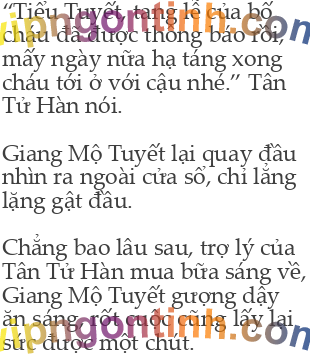 “Tiểu Tuyết, tang lễ của bố
cháu đã được thông báo rồi,
mấy ngày nữa hạ táng xong
cháu tới ở với cậu nhé.” Tân
Tử Hàn nói.
Giang Mộ Tuyết lại quay đầu
nhìn ra ngoài cửa sổ, chỉ lẳng
lặng gật đầu.
Chẳng bao lâu sau, trợ lý của
Tân Tử Hàn mua bữa sáng về,
Giang Mộ Tuyết gượng dậy
ăn sáng, rốt cuộc cũng lấy lại
sức được một chút.
vipngontinh.com
vipngontinh.com